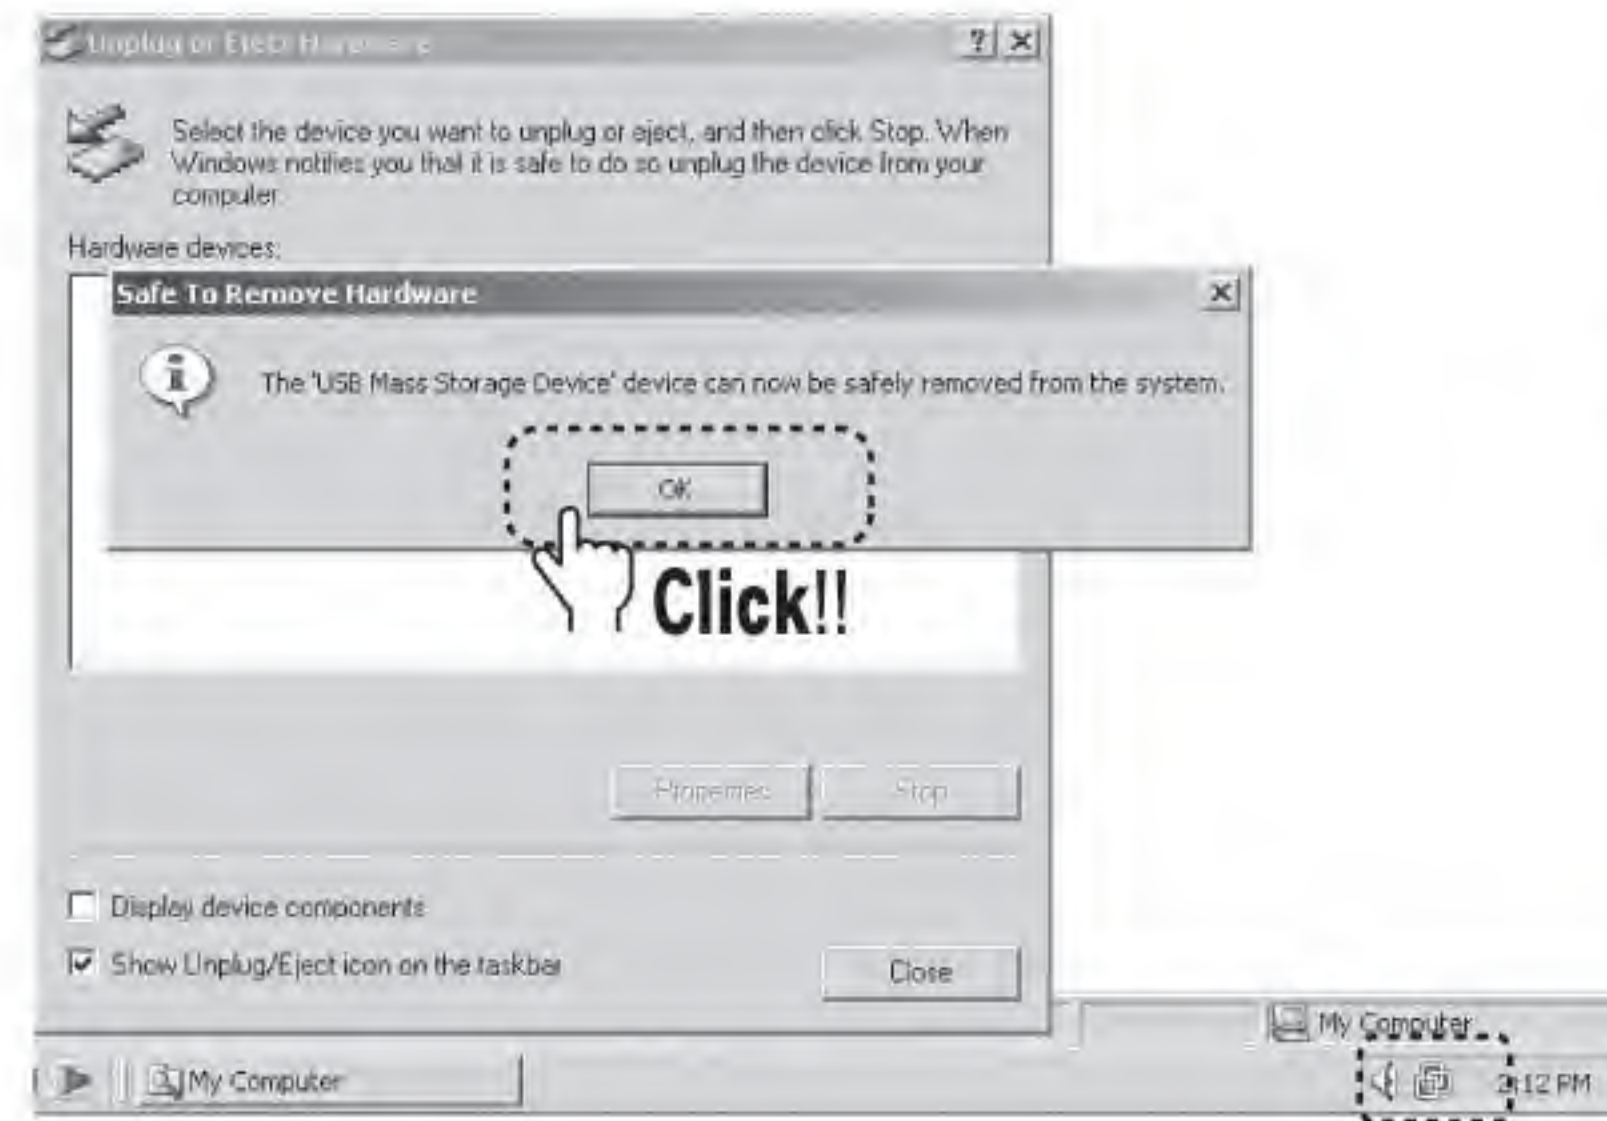 Unplug or Eject Hardware
Select the device you want to unplug or eject, and then click Stop. When
Windows notifies you that it is safe to do so unplug the device from your
computer.
Hardware devices:
Safe To Remove Hardware
The 'USB Mass Storage Device' device can now be safely removed from the system.
OK
Click!!
Properties
Stop
Display device components
Show Unplug/Eject icon on the taskbar
Close
My Computer
My Computer
2:12 PM